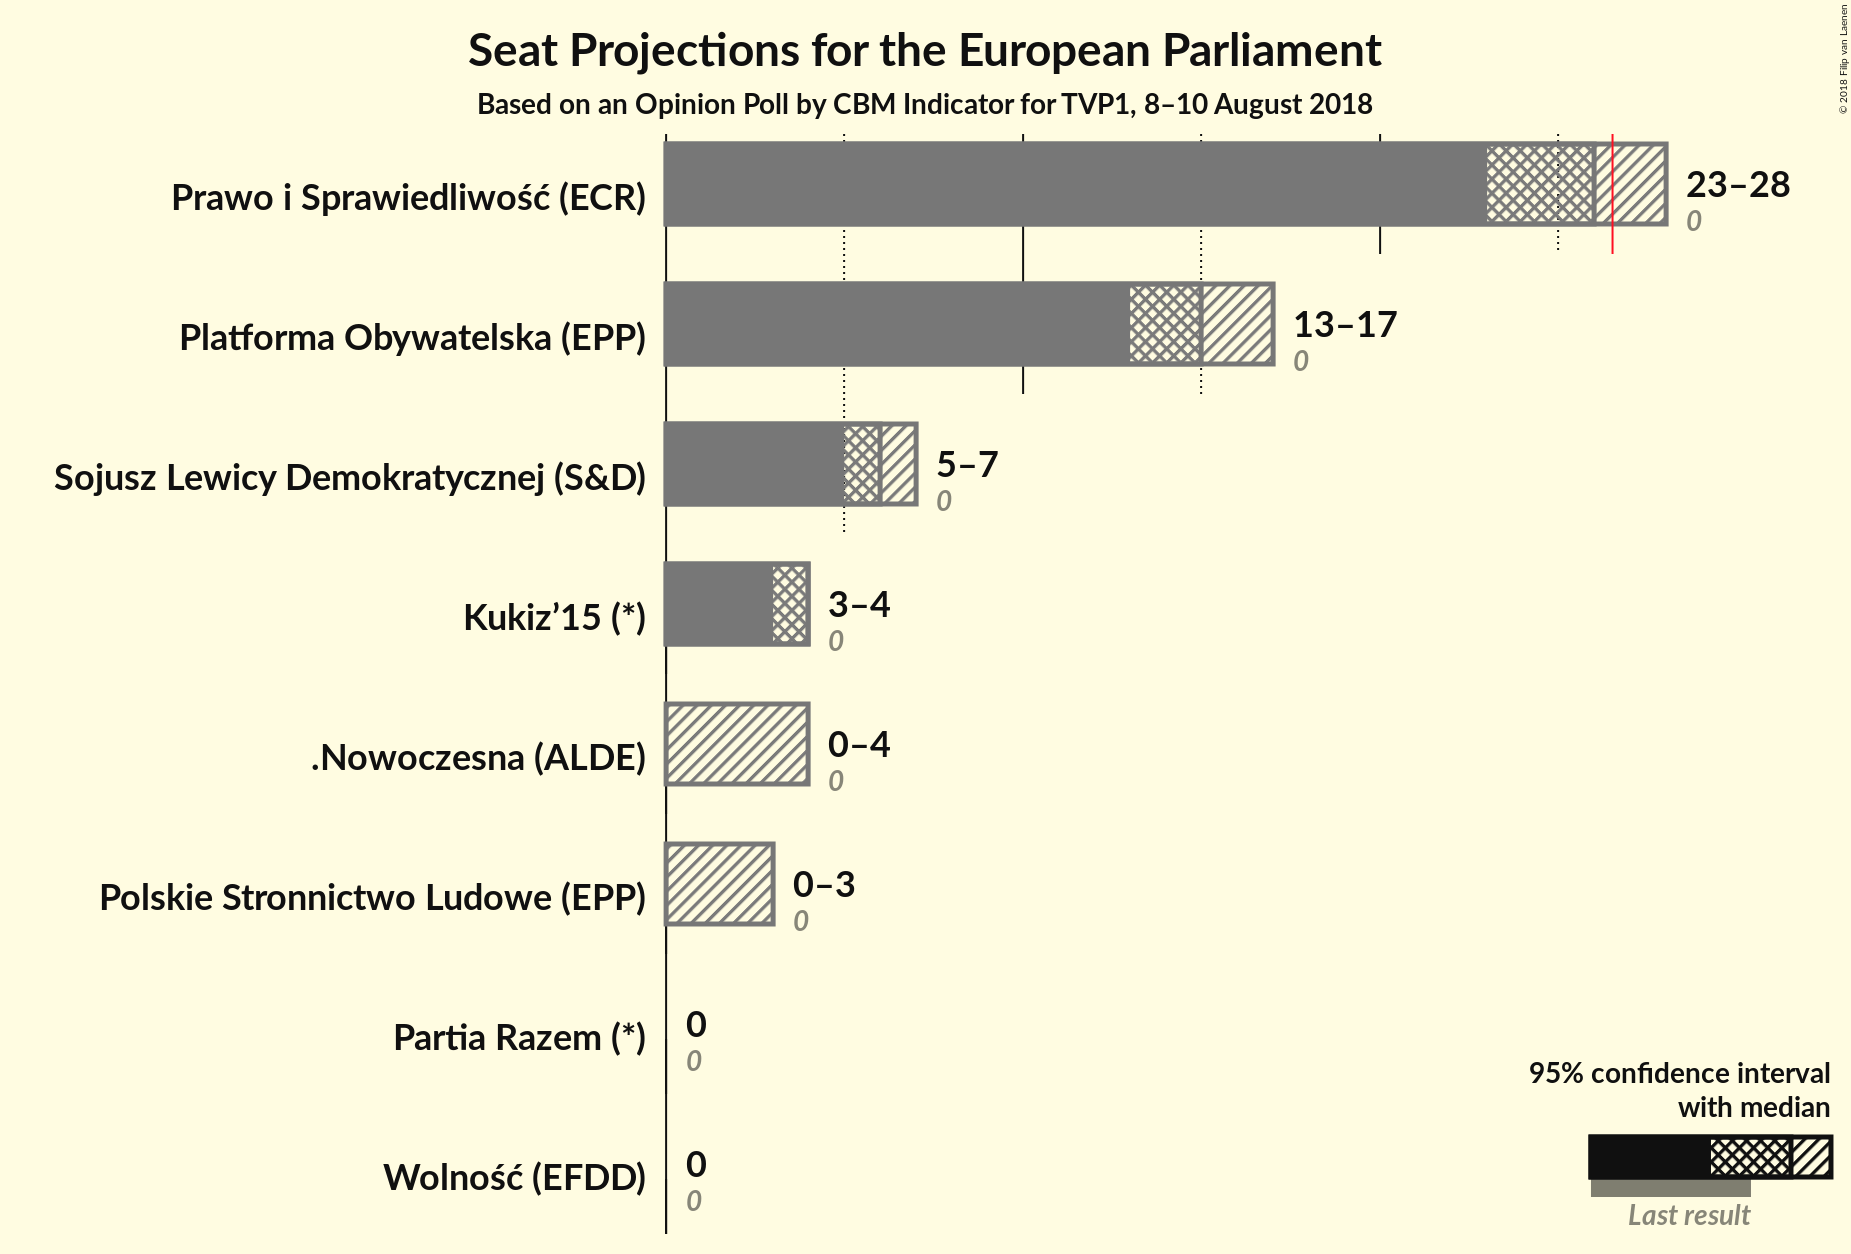 Seat Projections for the European Parliament
Based on an Opinion Poll by CBM Indicator for TVP1, 8–10 August 2018
© 2018 Filip van Laenen
Prawo i Sprawiedliwość (ECR)
23–28
0
Platforma Obywatelska (EPP)
13–17
0
Sojusz Lewicy Demokratycznej (S&D)
5–7
0
Kukiz’15 (*)
3–4
0
.Nowoczesna (ALDE)
0–4
0
Polskie Stronnictwo Ludowe (EPP)
0–3
0
Partia Razem (*)
0
0
Wolność (EFDD)
0
0
95% confidence interval
with median
Last result